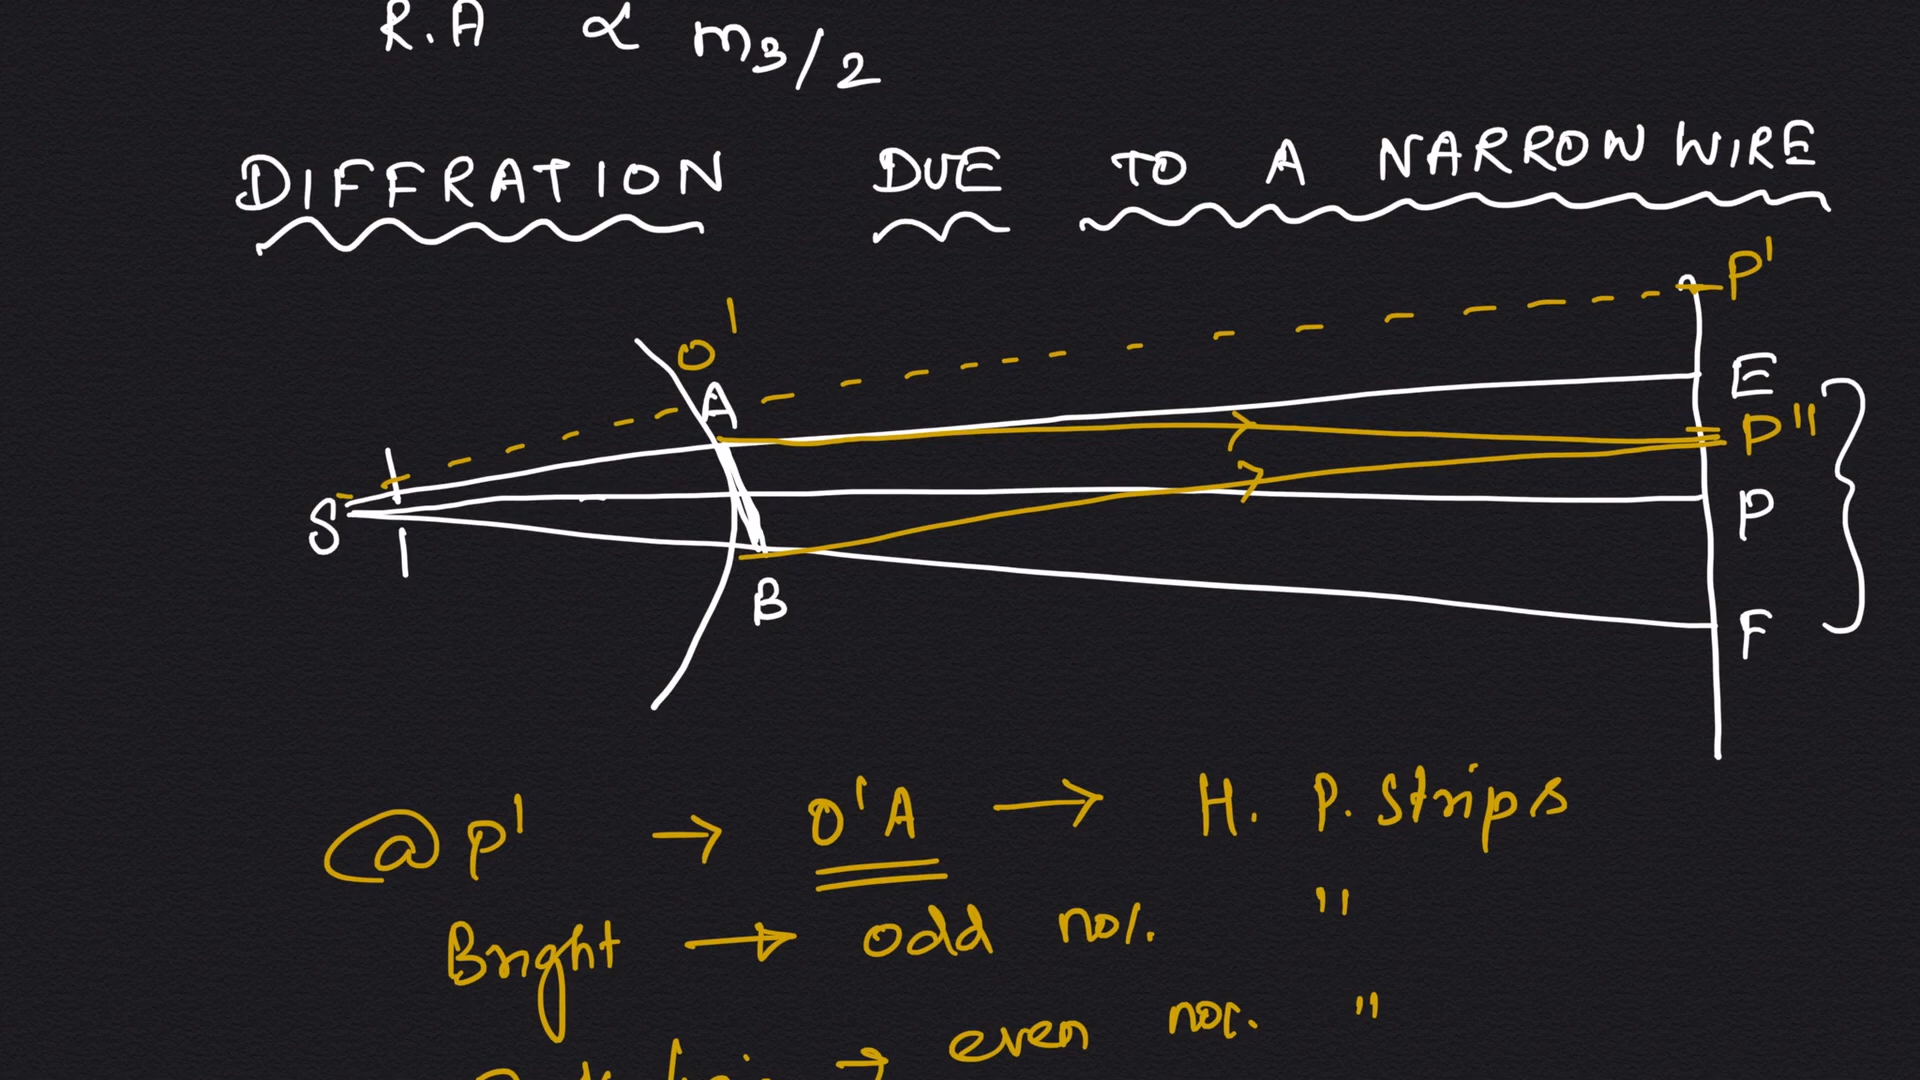 R.A ∝ m3/2
DIFFRATION DUE TO A NARROW WIRE
P'
O'
A
E
P''
S
P
B
F
@ P' → O'A → H. P. Strips
Bright → odd no/. "
→ even no/. "